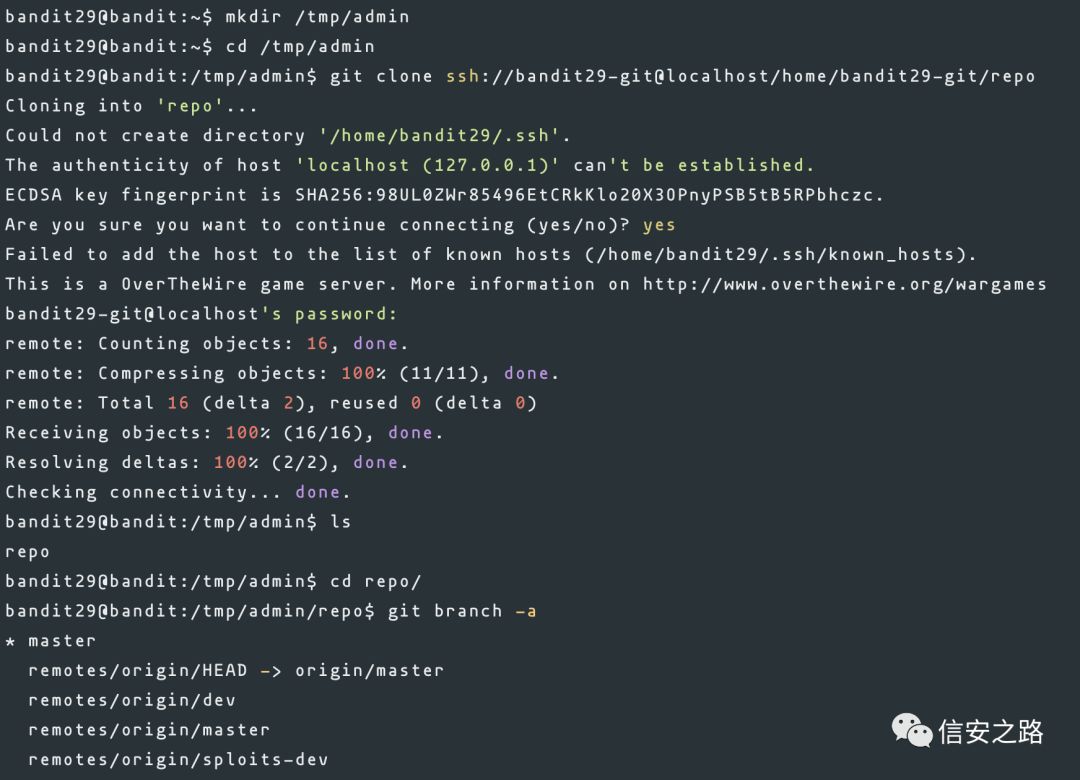 bandit29@bandit:~$ mkdir /tmp/admin
bandit29@bandit:~$ cd /tmp/admin
bandit29@bandit:/tmp/admin$ git clone ssh://bandit29-git@localhost/home/bandit29-git/repo
Cloning into 'repo'...
Could not create directory '/home/bandit29/.ssh'.
The authenticity of host 'localhost (127.0.0.1)' can't be established.
ECDSA key fingerprint is SHA256:98UL0ZWr85496EtCRkKlo20X3OPnyPSB5tB5RPbhczc.
Are you sure you want to continue connecting (yes/no)? yes
Failed to add the host to the list of known hosts (/home/bandit29/.ssh/known_hosts).
This is a OverTheWire game server. More information on http://www.overthewire.org/wargames
bandit29-git@localhost's password:
remote: Counting objects: 16, done.
remote: Compressing objects: 100% (11/11), done.
remote: Total 16 (delta 2), reused 0 (delta 0)
Receiving objects: 100% (16/16), done.
Resolving deltas: 100% (2/2), done.
Checking connectivity... done.
bandit29@bandit:/tmp/admin$ ls
repo
bandit29@bandit:/tmp/admin$ cd repo/
bandit29@bandit:/tmp/admin/repo$ git branch -a
* master
  remotes/origin/HEAD -> origin/master
  remotes/origin/dev
  remotes/origin/master
  remotes/origin/sploits-dev
信安之路